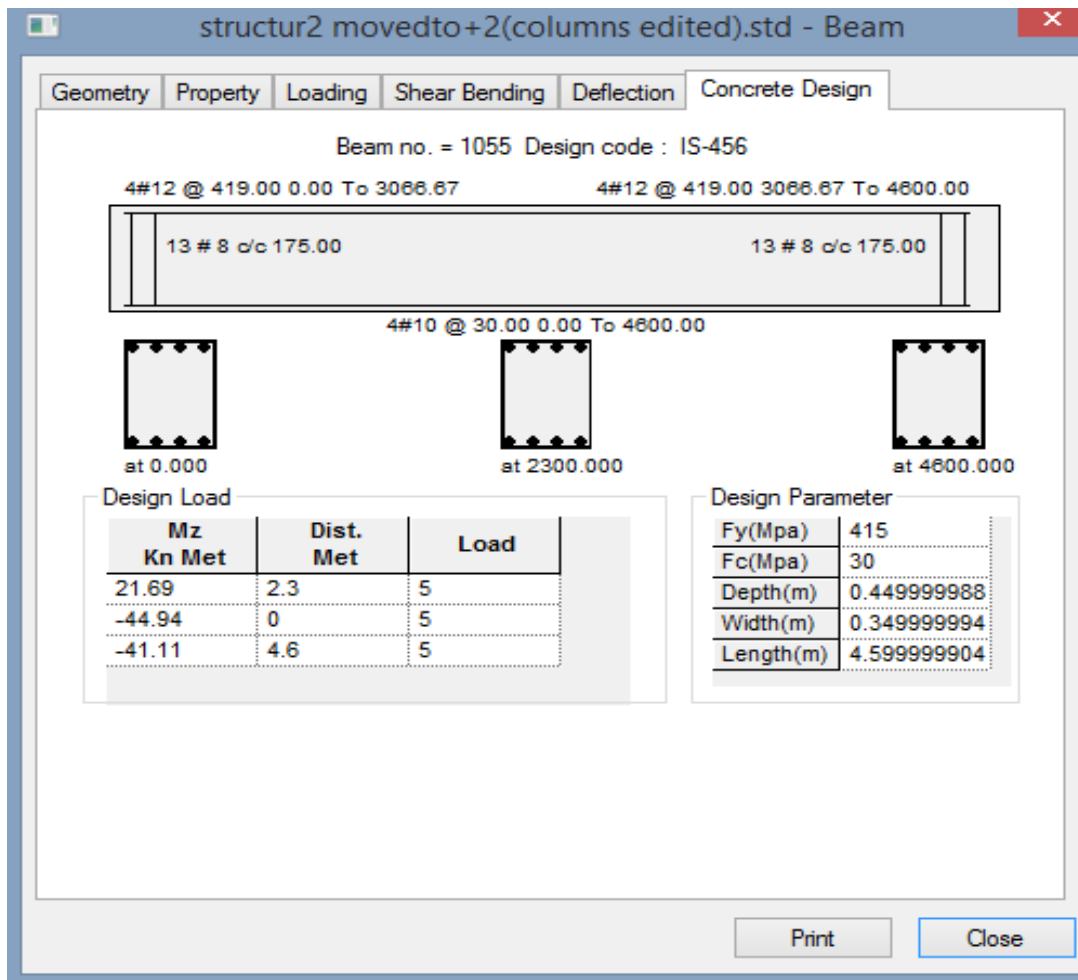 structur2 movedto+2(columns edited).std - Beam
Geometry Property Loading Shear Bending Deflection Concrete Design
Beam no. = 1055 Design code : IS-456
4#12 @ 419.00 0.00 To 3066.67 4#12 @ 419.00 3066.67 To 4600.00
13 # 8 c/c 175.00 13 # 8 c/c 175.00
4#10 @ 30.00 0.00 To 4600.00
at 0.000 at 2300.000 at 4600.000
Design Load Design Parameter
Mz Dist. Load
Kn Met Met
21.69 2.3 5
-44.94 0 5
-41.11 4.6 5
Fy(Mpa) 415
Fc(Mpa) 30
Depth(m) 0.449999988
Width(m) 0.349999994
Length(m) 4.599999904
Print Close